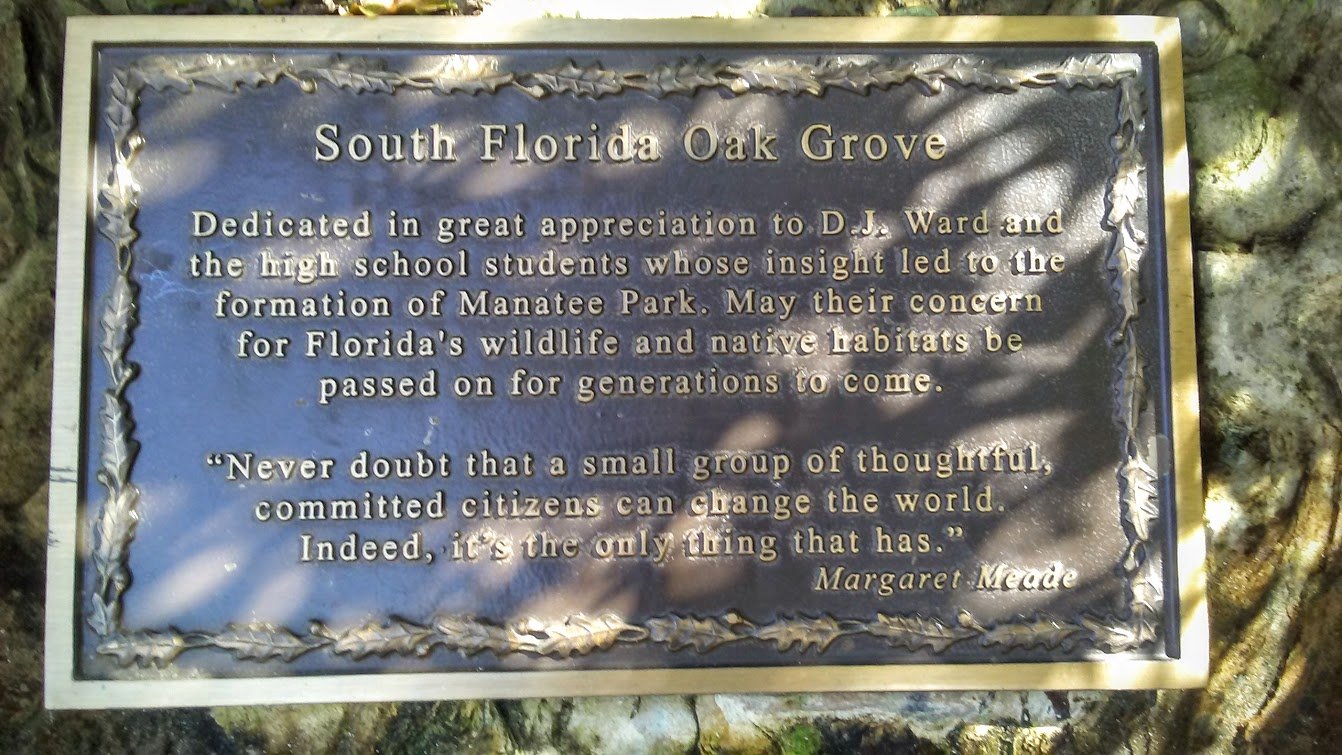 South Florida Oak Grove
Dedicated in great appreciation to D.J. Ward and
the high school students whose insight led to the
formation of Manatee Park. May their concern
for Florida's wildlife and native habitats be
passed on for generations to come.
“Never doubt that a small group of thoughtful,
committed citizens can change the world.
Indeed, it’s the only thing that has.”
Margaret Meade